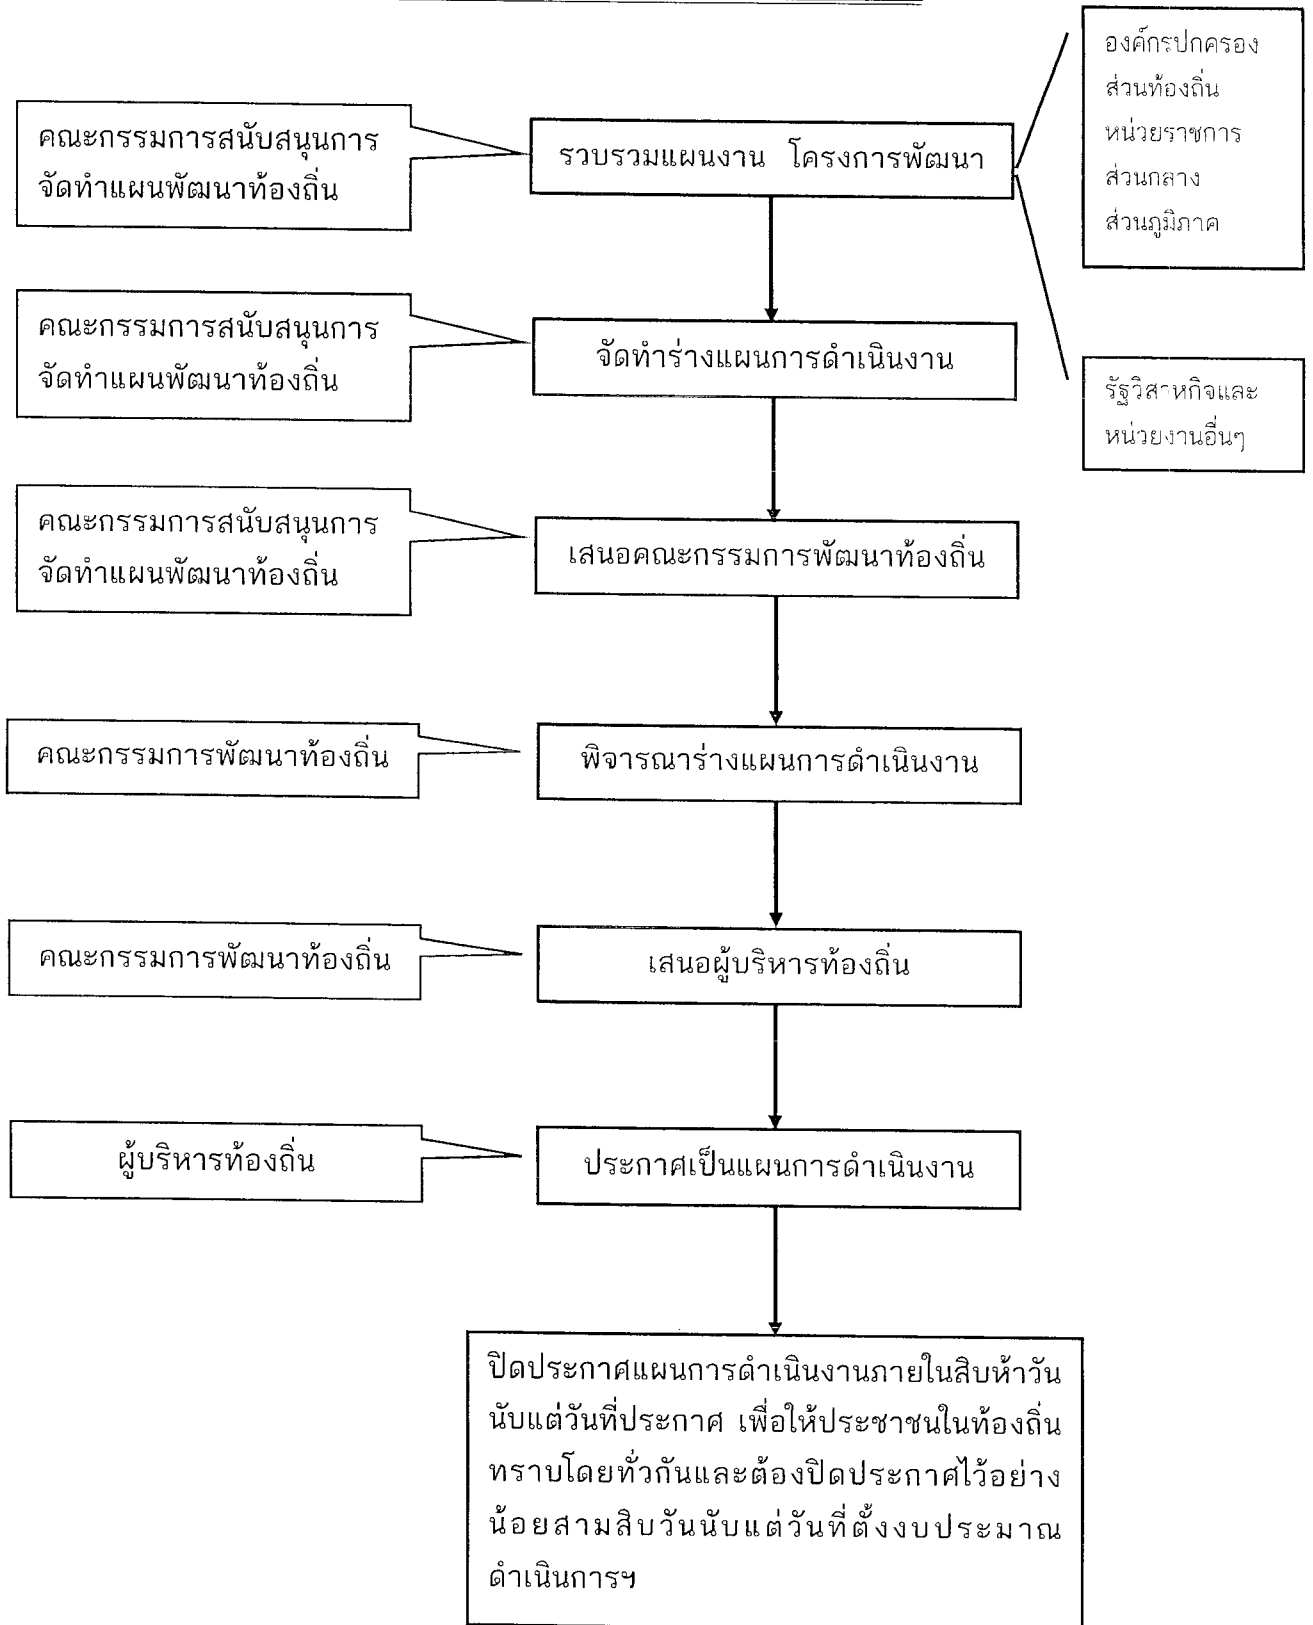 องค์กรปกครอง
ส่วนท้องถิ่น
หน่วยราชการ
ส่วนกลาง
ส่วนภูมิภาค
คณะกรรมการสนับสนุนการ
จัดทำแผนพัฒนาท้องถิ่น
รวบรวมแผนงาน โครงการพัฒนา
คณะกรรมการสนับสนุนการ
จัดทำแผนพัฒนาท้องถิ่น
จัดทำร่างแผนการดำเนินงาน
รัฐวิสาหกิจและ
หน่วยงานอื่นๆ
คณะกรรมการสนับสนุนการ
จัดทำแผนพัฒนาท้องถิ่น
เสนอคณะกรรมการพัฒนาท้องถิ่น
คณะกรรมการพัฒนาท้องถิ่น
พิจารณาร่างแผนการดำเนินงาน
คณะกรรมการพัฒนาท้องถิ่น
เสนอผู้บริหารท้องถิ่น
ผู้บริหารท้องถิ่น
ประกาศเป็นแผนการดำเนินงาน
ปิดประกาศแผนการดำเนินงานภายในสิบห้าวัน
นับแต่วันที่ประกาศ เพื่อให้ประชาชนในท้องถิ่น
ทราบโดยทั่วกันและต้องปิดประกาศไว้อย่าง
น้อยสามสิบวันนับแต่วันที่ตั้งงบประมาณ
ดำเนินการฯ